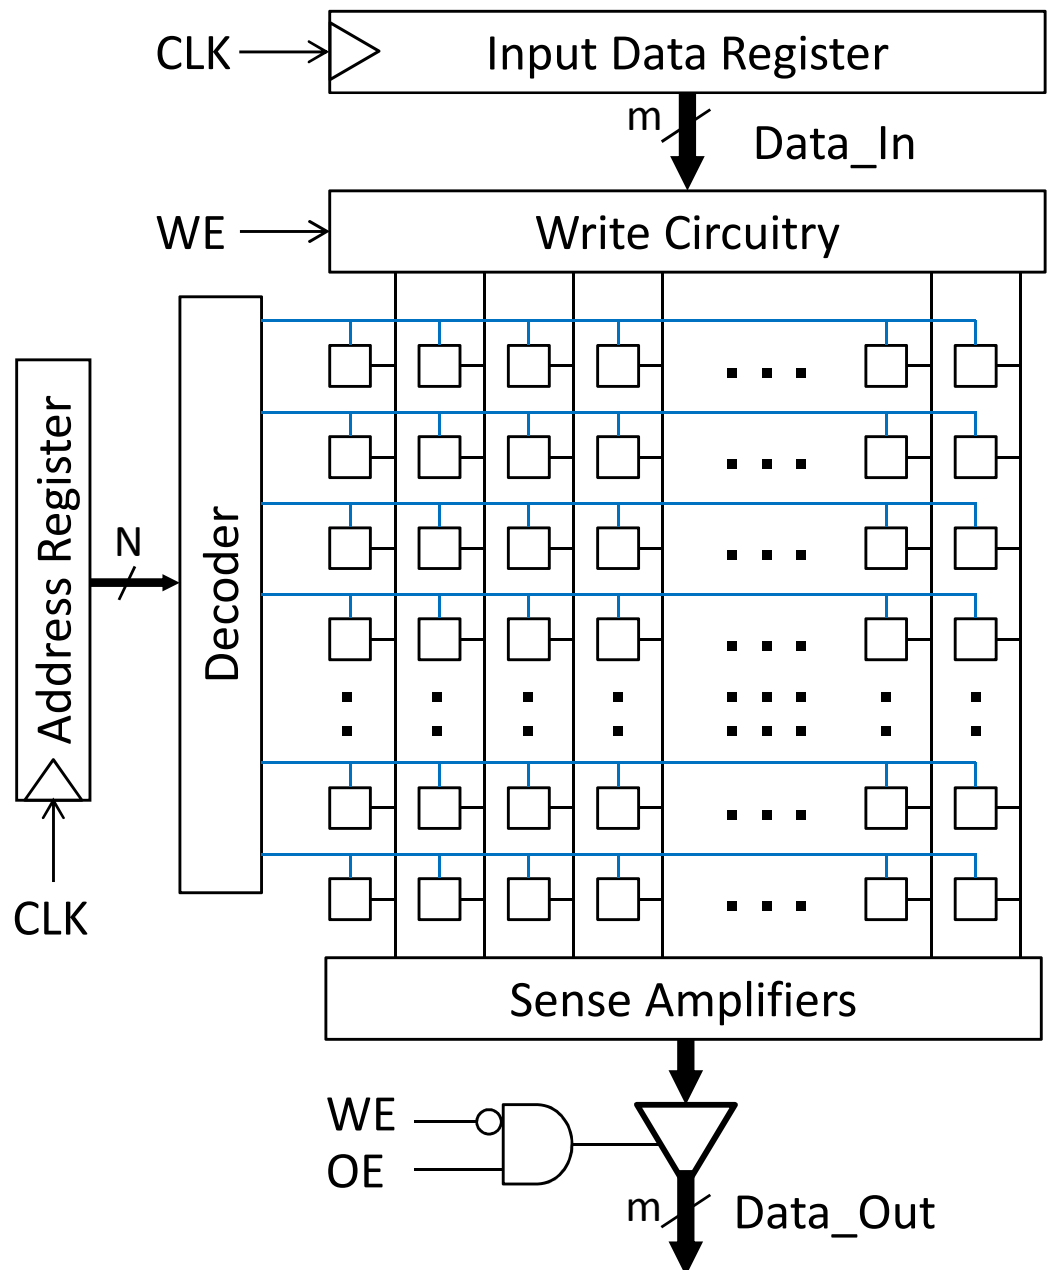 CLK
Input Data Register
m
Data_In
WE
Write Circuitry
Address Register
N
Decoder
CLK
Sense Amplifiers
WE
OE
m
Data_Out